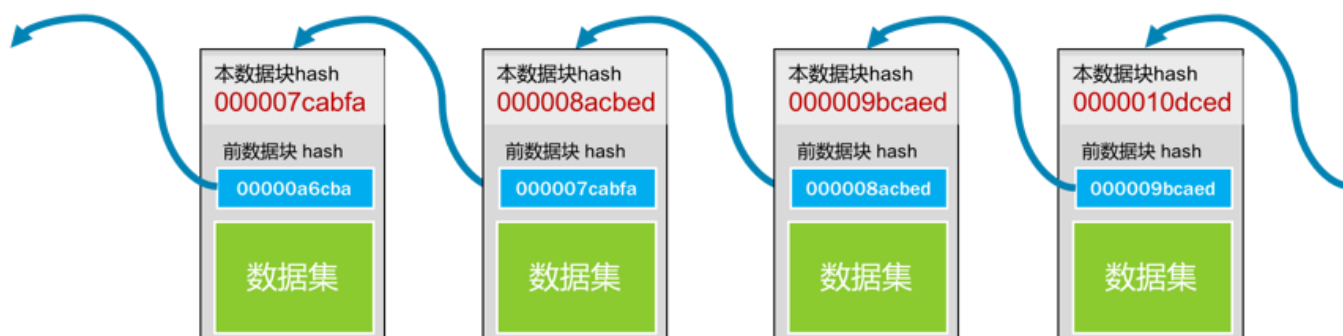 本数据块hash
000007cabfa
前数据块 hash
00000a6cba
数据集
本数据块hash
000008acbed
前数据块 hash
000007cabfa
数据集
本数据块hash
000009bcaed
前数据块 hash
000008acbed
数据集
本数据块hash
0000010dced
前数据块 hash
000009bcaed
数据集